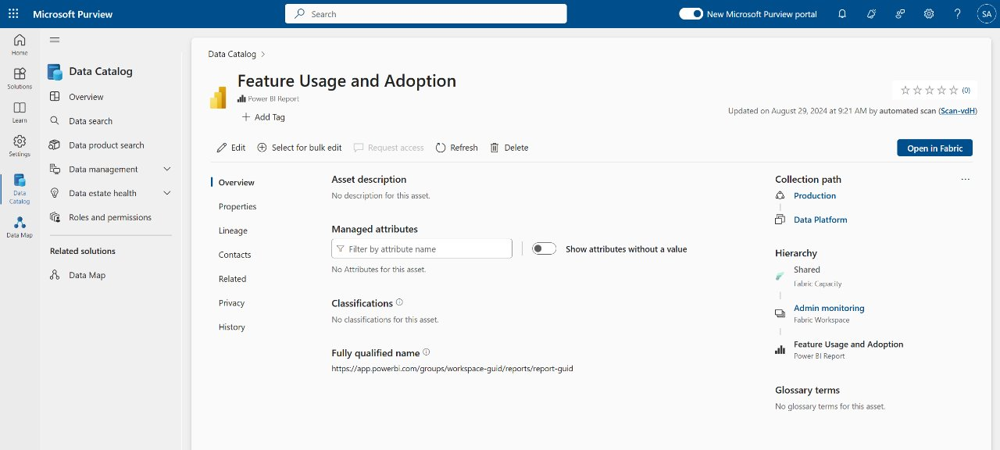 Microsoft Purview
Search
New Microsoft Purview portal
SA
Home
Solutions
Learn
Settings
Data
Catalog
Data Map
Data Catalog
Overview
Data search
Data product search
Data management
Data estate health
Roles and permissions
Related solutions
Data Map
Data Catalog
Feature Usage and Adoption
Power BI Report
Add Tag
(0)
Updated on August 29, 2024 at 9:21 AM by automated scan (Scan-vdH)
Edit Select for bulk edit Request access Refresh Delete
Open in Fabric
Overview
Properties
Lineage
Contacts
Related
Privacy
History
Asset description
No description for this asset.
Managed attributes
Filter by attribute name
Show attributes without a value
No Attributes for this asset.
Classifications
No classifications for this asset.
Fully qualified name
https://app.powerbi.com/groups/workspace-guid/reports/report-guid
Collection path
Production
Data Platform
Hierarchy
Shared
Fabric Capacity
Admin monitoring
Fabric Workspace
Feature Usage and Adoption
Power BI Report
Glossary terms
No glossary terms for this asset.